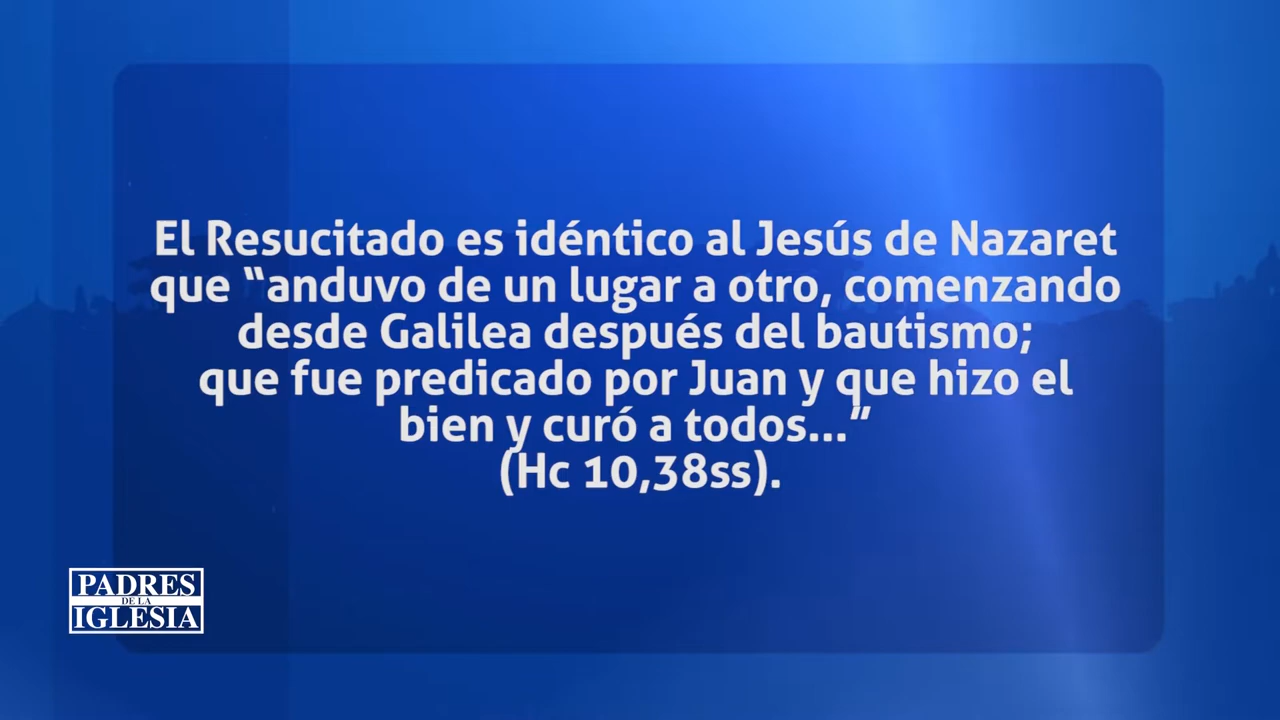 El Resucitado es idéntico al Jesús de Nazaret
que “anduvo de un lugar a otro, comenzando
desde Galilea después del bautismo;
que fue predicado por Juan y que hizo el
bien y curó a todos...”
(Hc 10,38ss).
PADRES
DE LA
IGLESIA